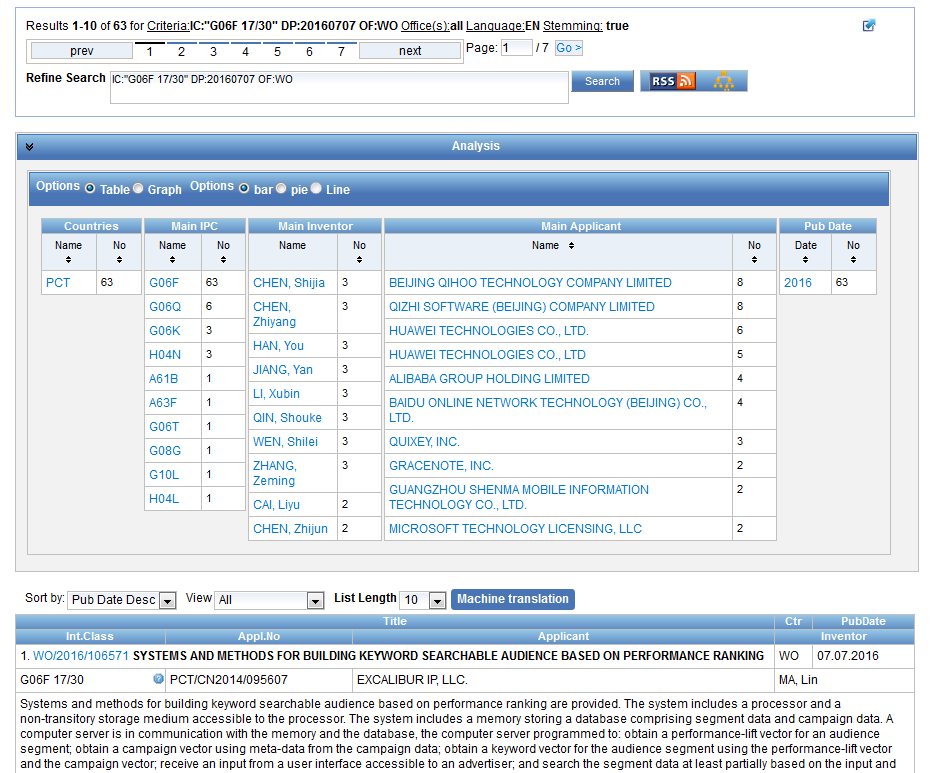 Results 1-10 of 63 for Criteria:IC:"G06F 17/30" DP:20160707 OF:WO Office(s):all Language:EN Stemming: true
prev 1 2 3 4 5 6 7 next Page: 1 / 7 Go >
Refine Search IC:"G06F 17/30" DP:20160707 OF:WO Search RSS
Analysis
Options Table Graph Options bar pie Line
Countries
Name No
PCT 63
Main IPC
Name No
G06F 63
G06Q 6
G06K 3
H04N 3
A61B 1
A63F 1
G06T 1
G08G 1
G10L 1
H04L 1
Main Inventor
Name No
CHEN, Shijia 3
CHEN, 3
Zhiyang
HAN, You 3
JIANG, Yan 3
LI, Xubin 3
QIN, Shouke 3
WEN, Shilei 3
ZHANG, 3
Zeming
CAI, Liyu 2
CHEN, Zhijun 2
Main Applicant
Name No
BEIJING QIHOO TECHNOLOGY COMPANY LIMITED 8
QIZHI SOFTWARE (BEIJING) COMPANY LIMITED 8
HUAWEI TECHNOLOGIES CO., LTD. 6
HUAWEI TECHNOLOGIES CO., LTD 5
ALIBABA GROUP HOLDING LIMITED 4
BAIDU ONLINE NETWORK TECHNOLOGY (BEIJING) CO., 4
LTD.
QUIXEY, INC. 3
GRACENOTE, INC. 2
GUANGZHOU SHENMA MOBILE INFORMATION 2
TECHNOLOGY CO., LTD.
MICROSOFT TECHNOLOGY LICENSING, LLC 2
Pub Date
Date No
2016 63
Sort by: Pub Date Desc View All List Length 10 Machine translation
Title Ctr PubDate
Int.Class Appl.No Applicant Inventor
1. WO/2016/106571 SYSTEMS AND METHODS FOR BUILDING KEYWORD SEARCHABLE AUDIENCE BASED ON PERFORMANCE RANKING WO 07.07.2016
G06F 17/30 PCT/CN2014/095607 EXCALIBUR IP, LLC. MA, Lin
Systems and methods for building keyword searchable audience based on performance ranking are provided. The system includes a processor and a
non-transitory storage medium accessible to the processor. The system includes a memory storing a database comprising segment data and campaign data. A
computer server is in communication with the memory and the database, the computer server programmed to: obtain a performance-lift vector for an audience
segment; obtain a campaign vector using meta-data from the campaign data; obtain a keyword vector for the audience segment using the performance-lift vector
and the campaign vector; receive an input from a user interface accessible to an advertiser; and search the segment data at least partially based on the input and